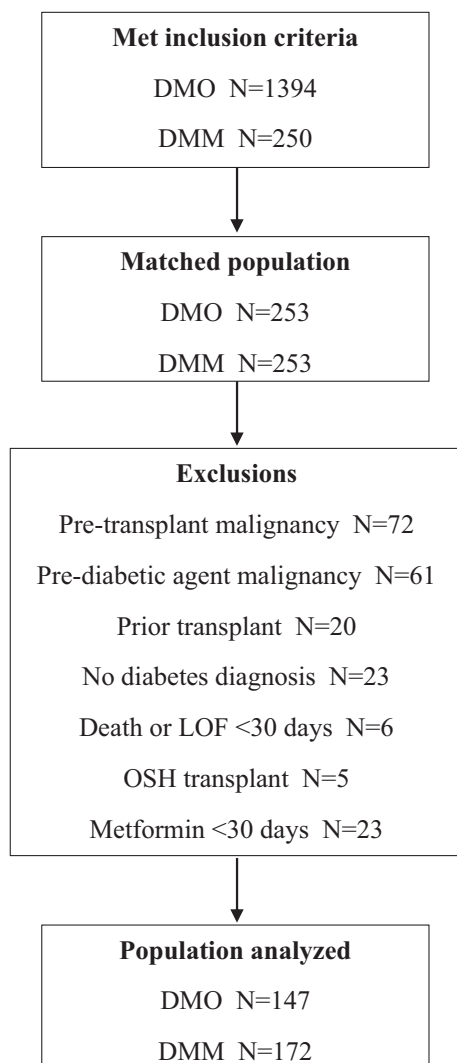 Met inclusion criteria
DMO N=1394
DMM N=250
Matched population
DMO N=253
DMM N=253
Exclusions
Pre-transplant malignancy N=72
Pre-diabetic agent malignancy N=61
Prior transplant N=20
No diabetes diagnosis N=23
Death or LOF <30 days N=6
OSH transplant N=5
Metformin <30 days N=23
Population analyzed
DMO N=147
DMM N=172